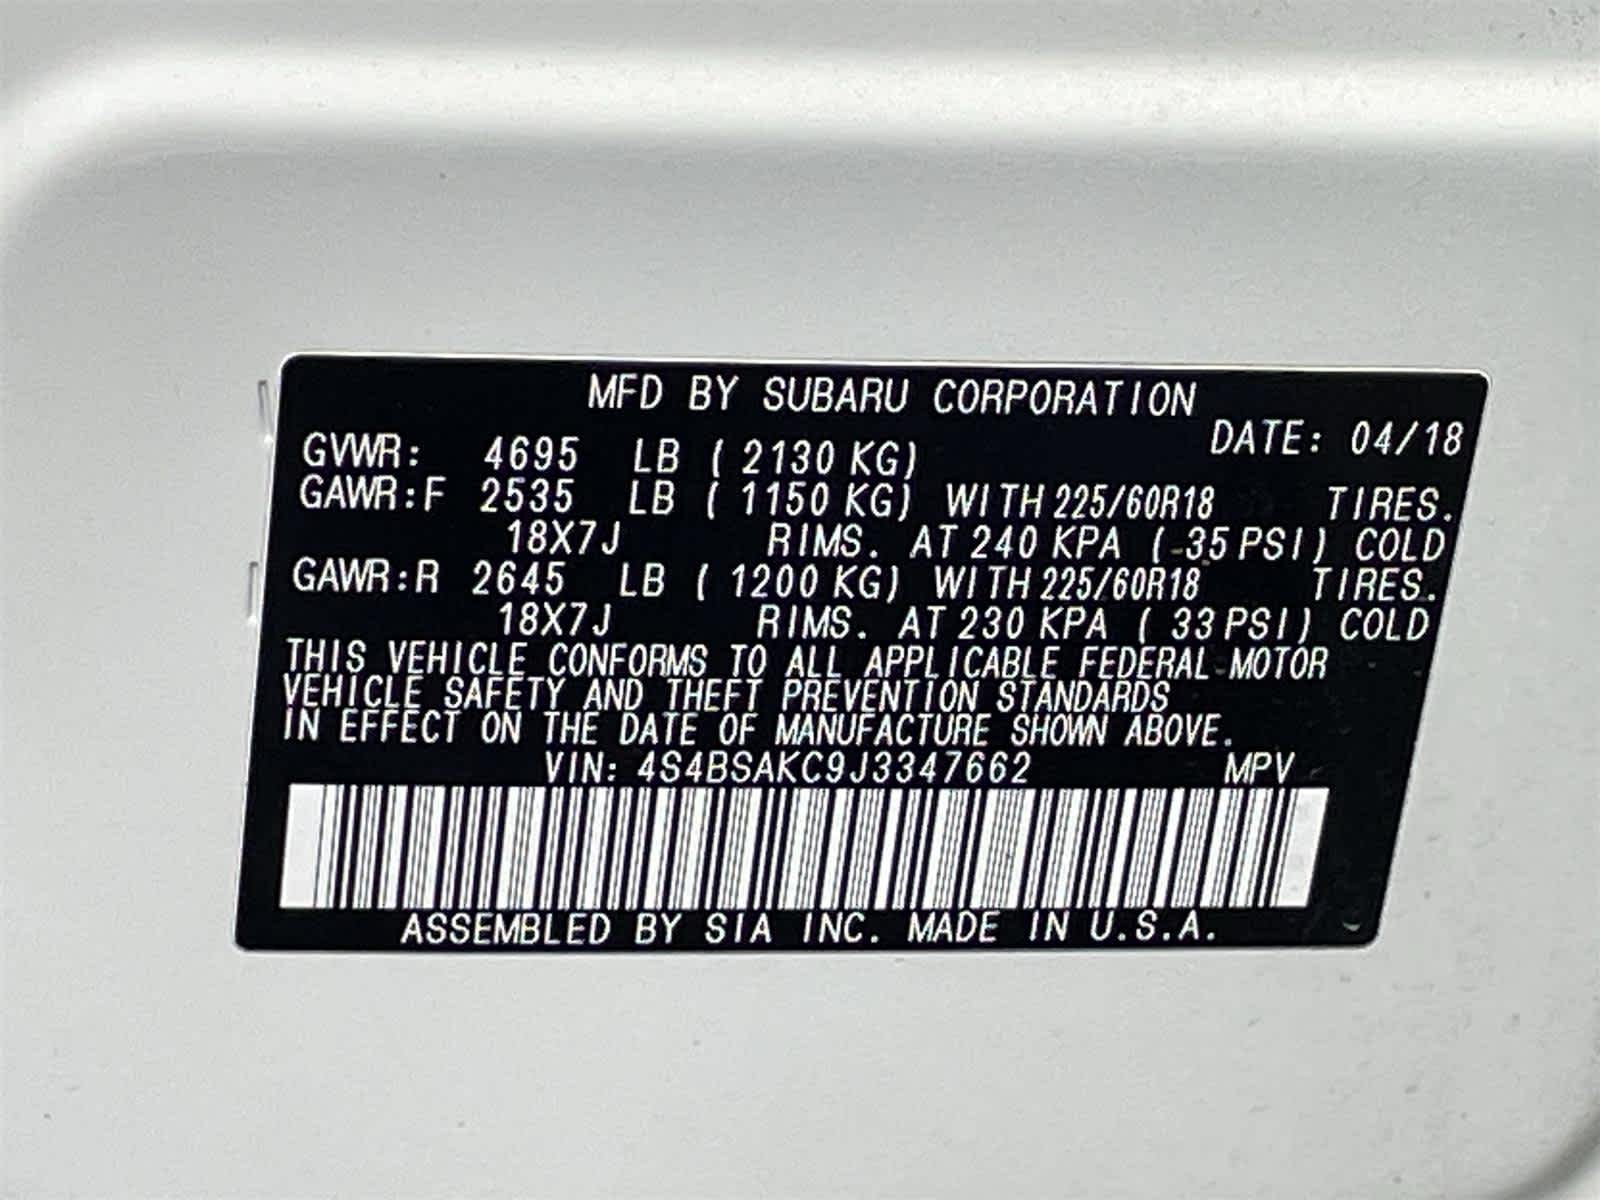 MFD BY SUBARU CORPORATION
DATE: 04/18
GVWR: 4695 LB ( 2130 KG)
GAWR:F 2535 LB ( 1150 KG) WITH 225/60R18 TIRES.
18X7J RIMS. AT 240 KPA ( 35 PSI) COLD
GAWR:R 2645 LB ( 1200 KG) WITH 225/60R18 TIRES.
18X7J RIMS. AT 230 KPA ( 33 PSI) COLD
THIS VEHICLE CONFORMS TO ALL APPLICABLE FEDERAL MOTOR
VEHICLE SAFETY AND THEFT PREVENTION STANDARDS
IN EFFECT ON THE DATE OF MANUFACTURE SHOWN ABOVE.
VIN: 4S4BSAKC9J3347662 MPV
ASSEMBLED BY SIA INC. MADE IN U.S.A.